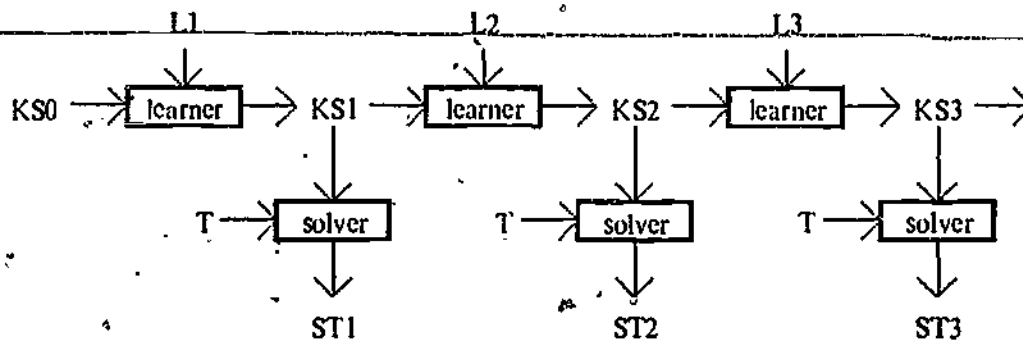 L1 L2 L3
KS0 learner KS1 learner KS2 learner KS3
T solver T solver T solver
ST1 ST2 ST3